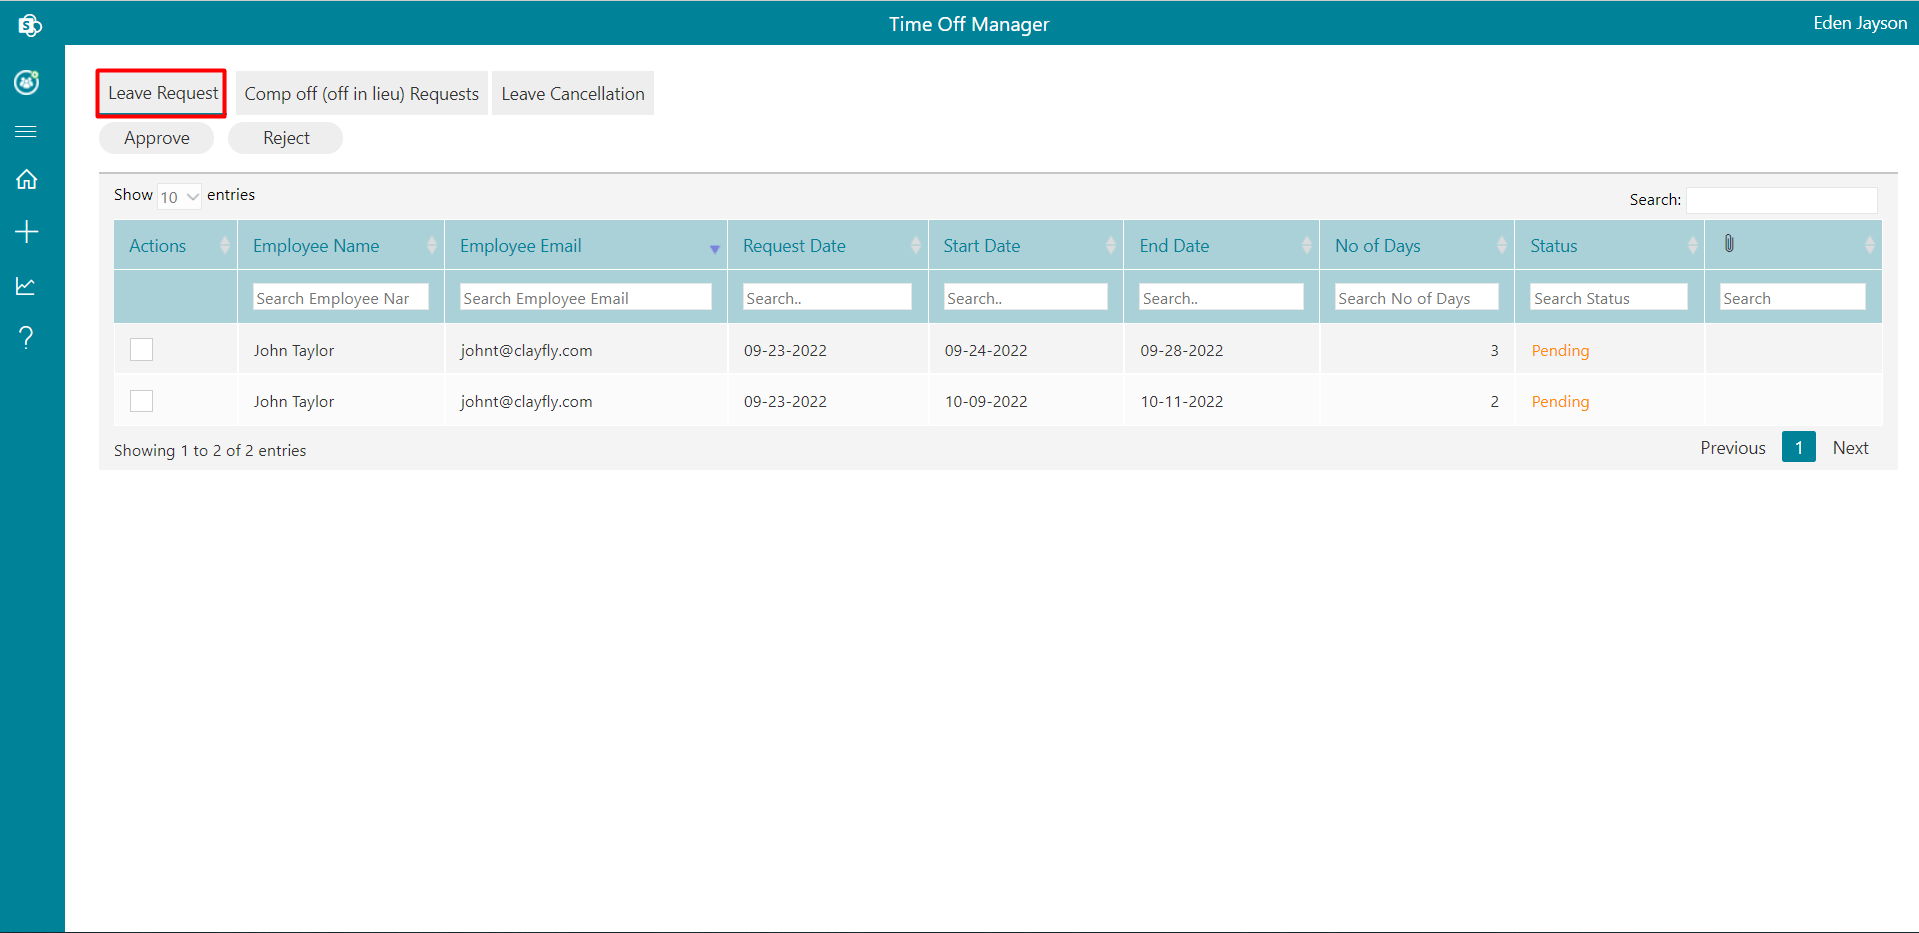 Time Off Manager
Eden Jayson
Leave Request Comp off (off in lieu) Requests Leave Cancellation
Approve Reject
Show 10 entries
Search:
Actions Employee Name Employee Email Request Date Start Date End Date No of Days Status
Search Employee Nar Search Employee Email Search.. Search.. Search.. Search No of Days Search Status Search
John Taylor johnt@clayfly.com 09-23-2022 09-24-2022 09-28-2022 3 Pending
John Taylor johnt@clayfly.com 09-23-2022 10-09-2022 10-11-2022 2 Pending
Showing 1 to 2 of 2 entries
Previous 1 Next